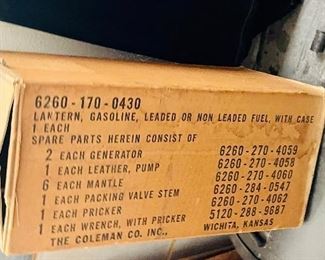 6260-170-0430
LANTERN, GASOLINE, LEADED OR NON LEADED FUEL, WITH CASE
1 EACH
SPARE PARTS HEREIN CONSIST OF
2 EACH GENERATOR 6260-270-4059
1 EACH LEATHER, PUMP 6260-270-4058
6 EACH MANTLE 6260-270-4060
1 EACH PACKING VALVE STEM 6260-284-0547
1 EACH PRICKER 6260-270-4062
1 EACH WRENCH, WITH PRICKER 5120-288-9687
THE COLEMAN CO. INC., WICHITA, KANSAS